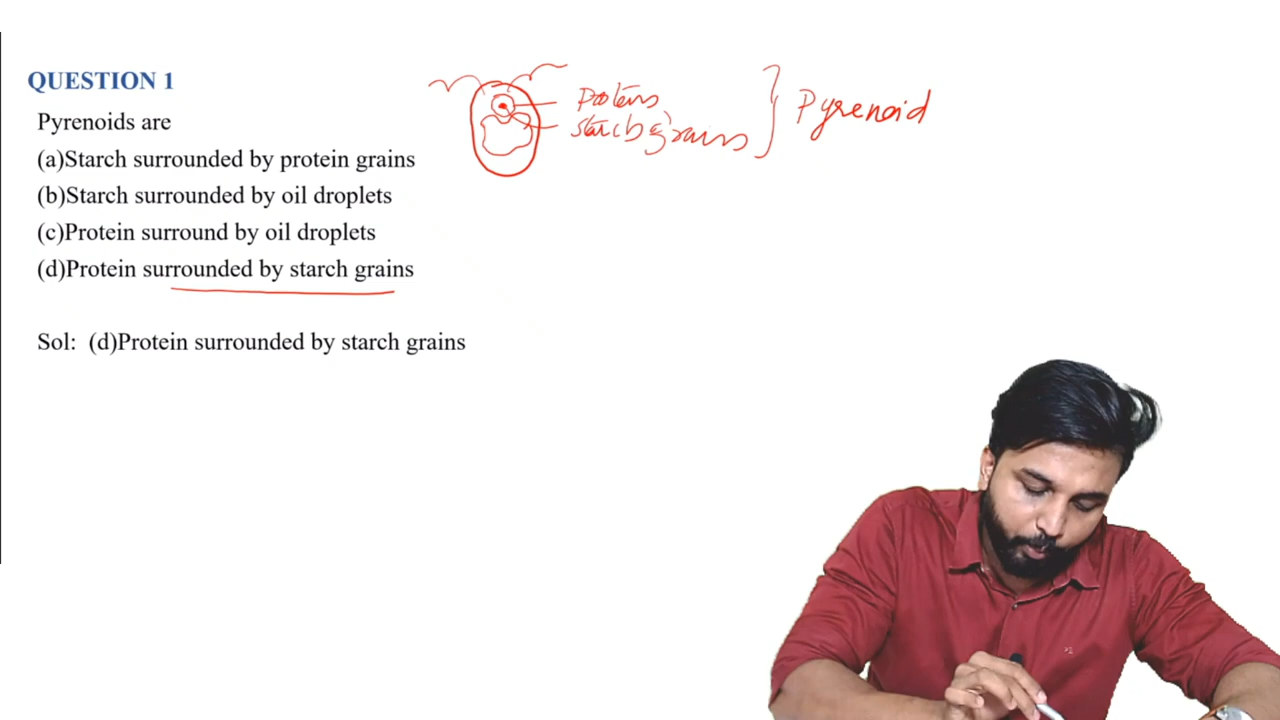 QUESTION 1
Pyrenoids are
(a)Starch surrounded by protein grains
(b)Starch surrounded by oil droplets
(c)Protein surround by oil droplets
(d)Protein surrounded by starch grains
Sol: (d)Protein surrounded by starch grains
Proteins
Starch grains
Pyrenoid